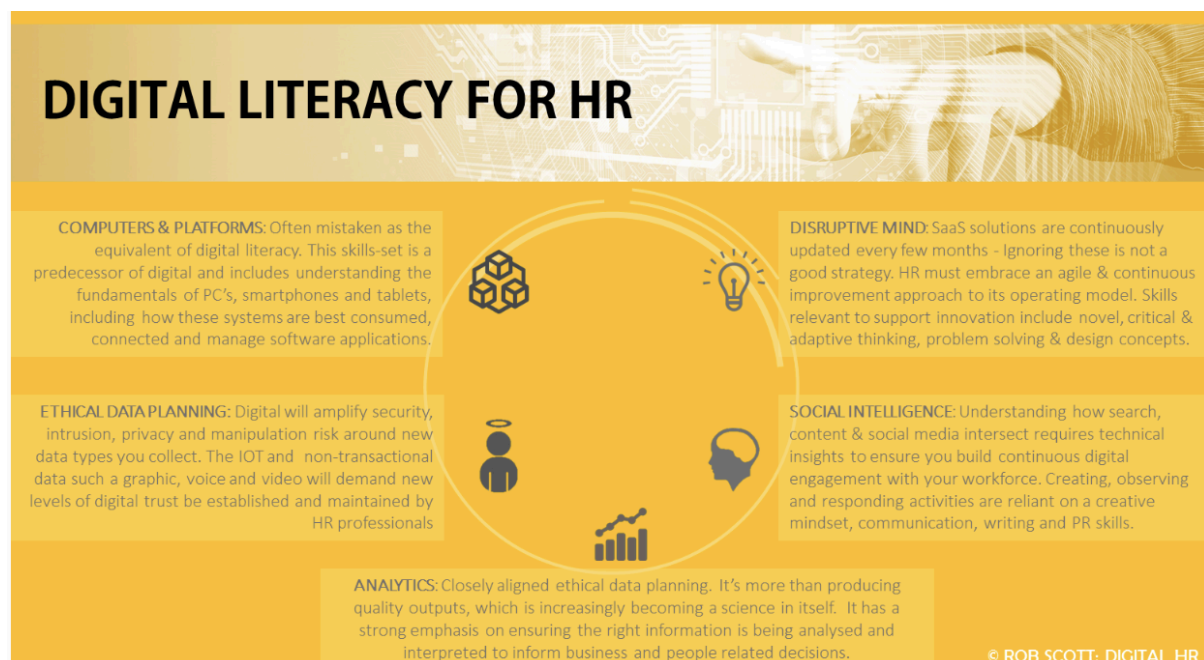 DIGITAL LITERACY FOR HR
COMPUTERS & PLATFORMS: Often mistaken as the
equivalent of digital literacy. This skills-set is a
predecessor of digital and includes understanding the
fundamentals of PC's, smartphones and tablets,
including how these systems are best consumed,
connected and manage software applications.
DISRUPTIVE MIND: SaaS solutions are continuously
updated every few months - Ignoring these is not a
good strategy. HR must embrace an agile & continuous
improvement approach to its operating model. Skills
relevant to support innovation include novel, critical &
adaptive thinking, problem solving & design concepts.
ETHICAL DATA PLANNING: Digital will amplify security,
intrusion, privacy and manipulation risk around new
data types you collect. The IOT and non-transactional
data such a graphic, voice and video will demand new
levels of digital trust be established and maintained by
HR professionals
SOCIAL INTELLIGENCE: Understanding how search,
content & social media intersect requires technical
insights to ensure you build continuous digital
engagement with your workforce. Creating, observing
and responding activities are reliant on a creative
mindset, communication, writing and PR skills.
ANALYTICS: Closely aligned ethical data planning. It's more than producing
quality outputs, which is increasingly becoming a science in itself. It has a
strong emphasis on ensuring the right information is being analysed and
interpreted to inform business and people related decisions.
© ROB SCOTT: DIGITAL HR